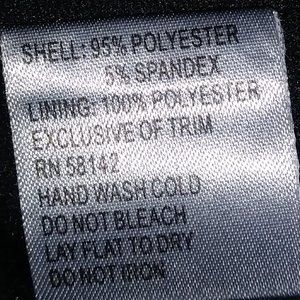 SHELL: 95% POLYESTER
5% SPANDEX
LINING: 100% POLYESTER
EXCLUSIVE OF TRIM
RN 58142
HAND WASH COLD
DO NOT BLEACH
LAY FLAT TO DRY
DO NOT IRON